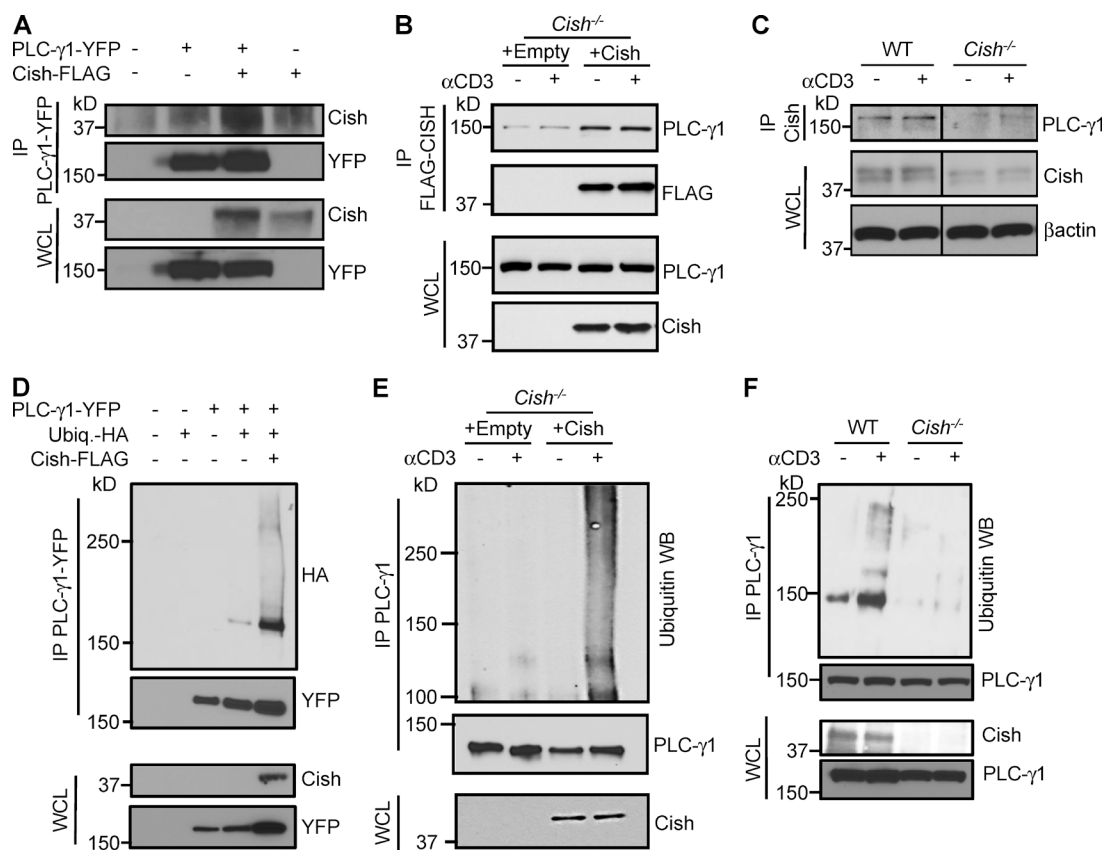 A
PLC-γ1-YFP - + + -
Cish-FLAG - - + +
kD
IP
PLC-γ1-YFP
37
Cish
150
YFP
WCL
37
Cish
150
YFP
B
Cish-/-
+Empty +Cish
αCD3 - + - +
kD
IP
FLAG-CISH
150
PLC-γ1
37
FLAG
WCL
150
PLC-γ1
37
Cish
C
WT Cish-/-
αCD3 - + - +
kD
IP
Cish
150
PLC-γ1
WCL
37
Cish
37
βactin
D
PLC-γ1-YFP - - + + +
Ubiq.-HA - + - + +
Cish-FLAG - - - - +
kD
IP PLC-γ1-YFP
250
HA
150
150
YFP
WCL
37
Cish
150
YFP
E
Cish-/-
+Empty +Cish
αCD3 - + - +
kD
IP PLC-γ1
250
150
100
Ubiquitin WB
150
PLC-γ1
WCL
37
Cish
F
WT Cish-/-
αCD3 - + - +
kD
IP PLC-γ1
250
150
Ubiquitin WB
150
PLC-γ1
WCL
37
Cish
150
PLC-γ1